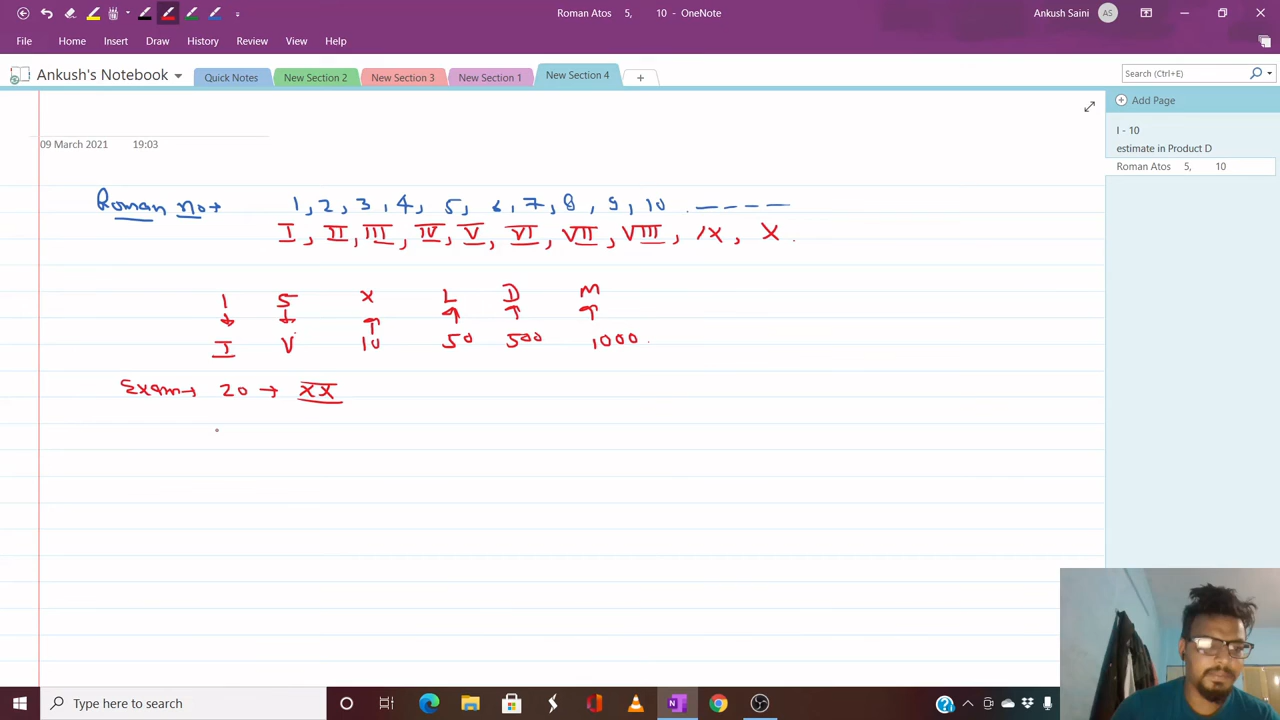 Roman Atos 5, 10 - OneNote
Ankush Saini AS
File Home Insert Draw History Review View Help
Ankush's Notebook Quick Notes New Section 2 New Section 3 New Section 1 New Section 4 + Search (Ctrl+E)
Add Page
I - 10
estimate in Product D
Roman Atos 5, 10
09 March 2021 19:03
Roman no→ 1, 2, 3, 4, 5, 6, 7, 8, 9, 10 . — — — —
I, II, III, IV, V, VI, VII, VIII, IX, X .
1 5 X L D M
↓ ↓ ↑ ↑ ↑ ↑
I V 10 50 500 1000 .
Exam→ 20 → XX
Type here to search